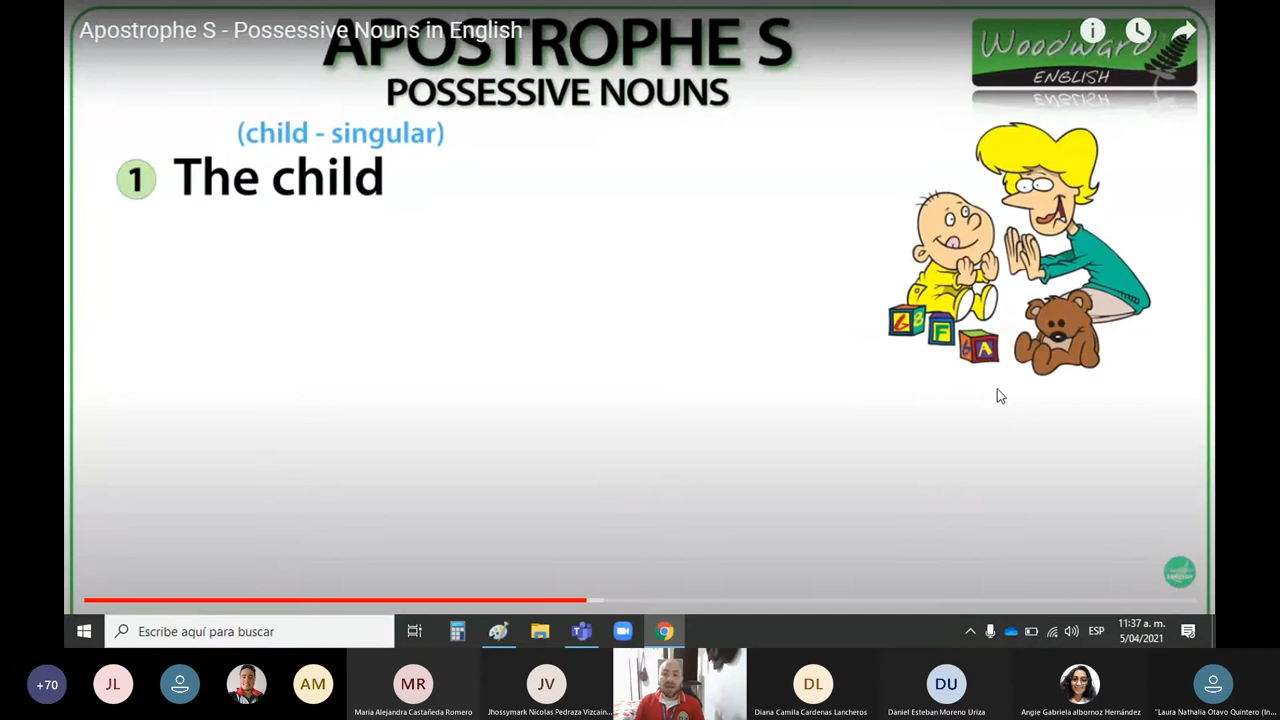 Apostrophe S - Possessive Nouns in English
APOSTROPHE S
POSSESSIVE NOUNS
Woodward
ENGLISH
(child - singular)
1 The child
6 8 F A
Escribe aquí para buscar
ESP
11:37 a. m.
5/04/2021
+70
JL
AM
MR
Maria Alejandra Castañeda Romero
JV
Jhossymark Nicolas Pedraza Vizcain...
DL
Diana Camila Cardenas Lancheros
DU
Daniel Esteban Moreno Uriza
Angie Gabriela albornoz Hernández
"Laura Nathalia Otavo Quintero (In...